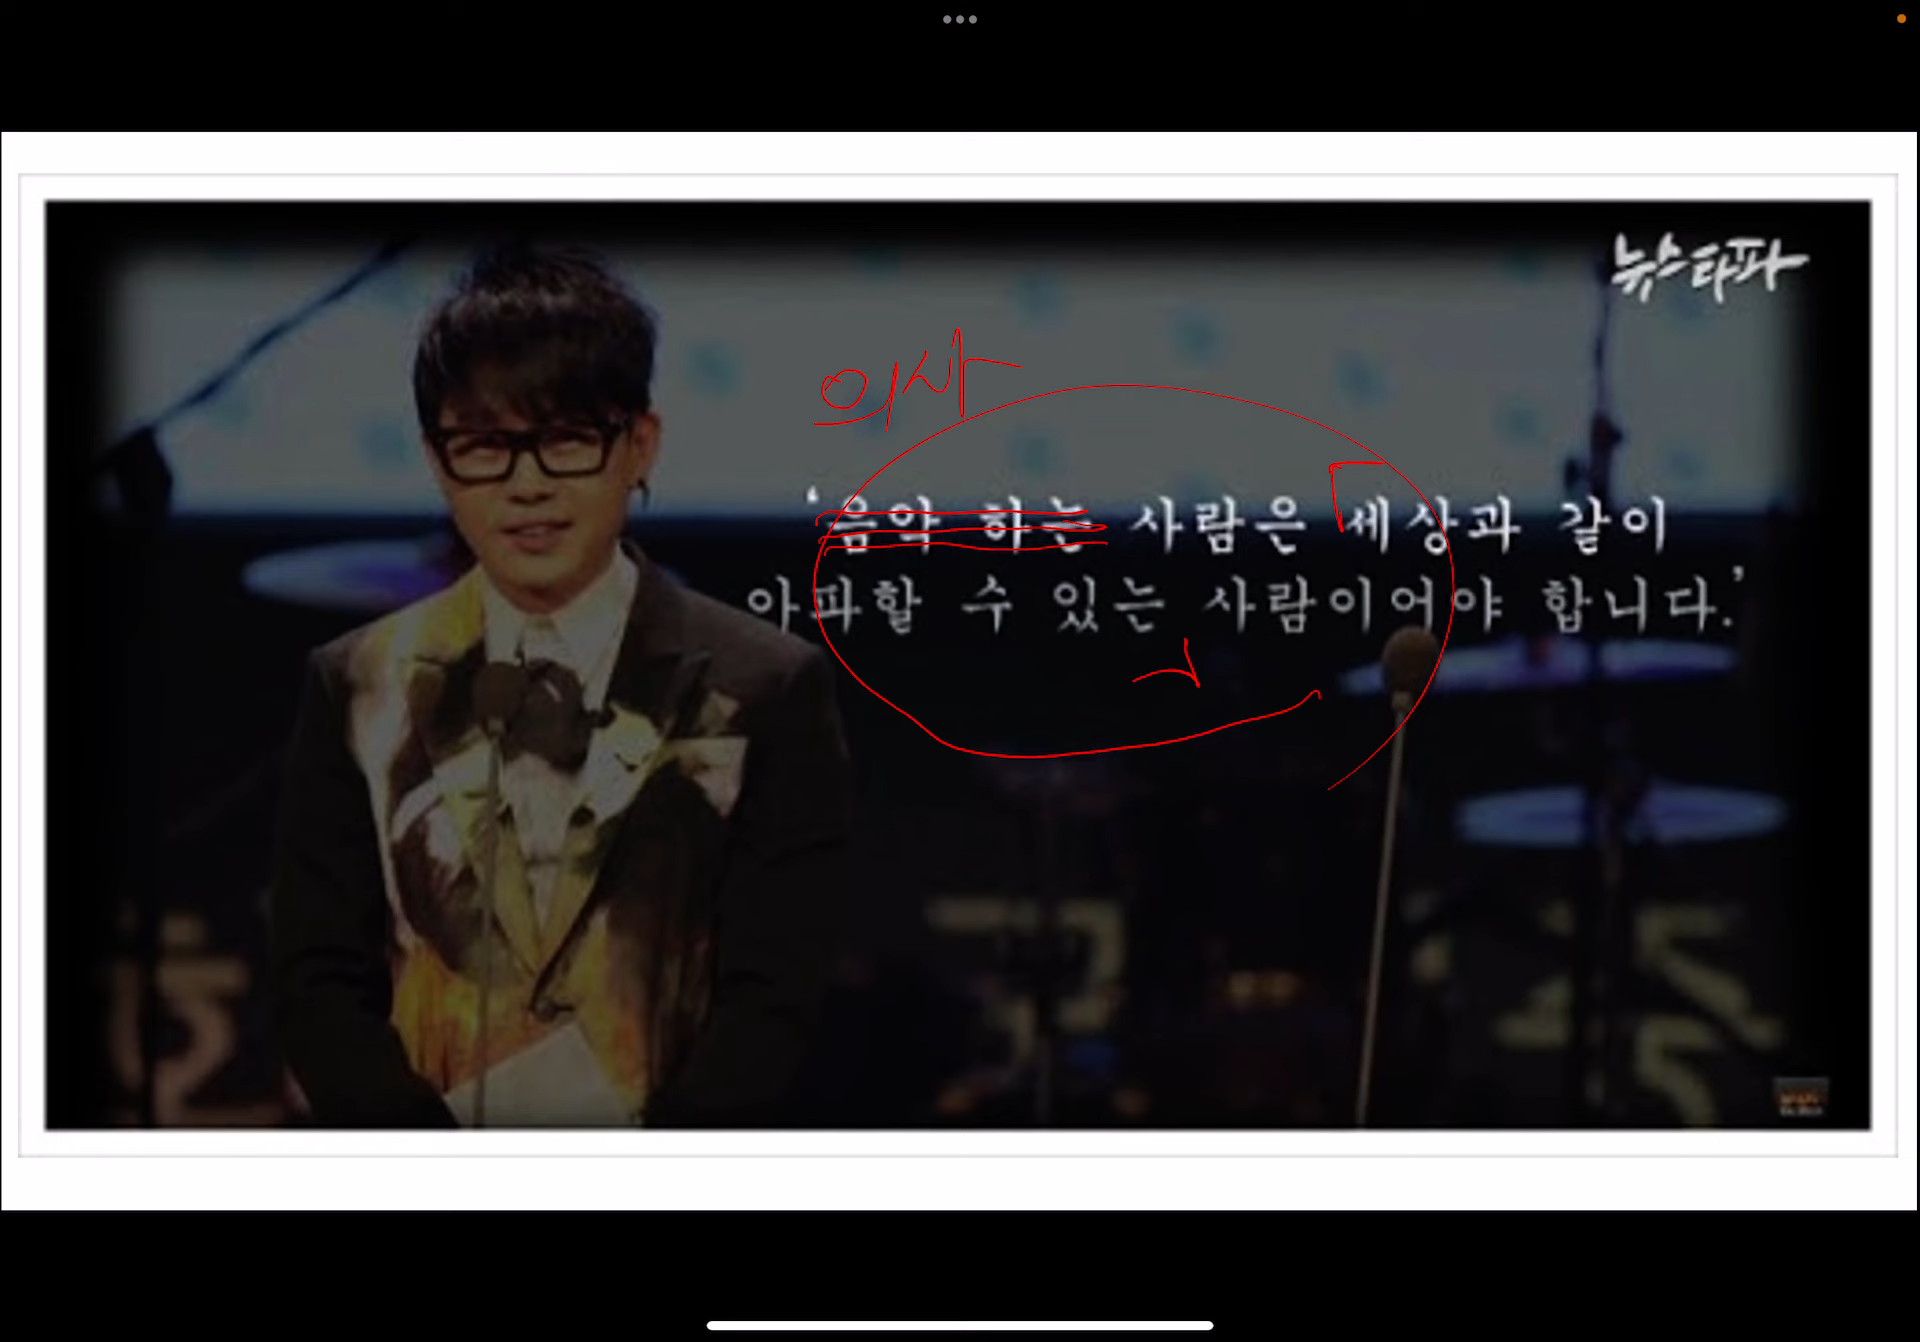 뉴스타파
의사
'음악 하는 사람은 세상과 같이
아파할 수 있는 사람이어야 합니다.'